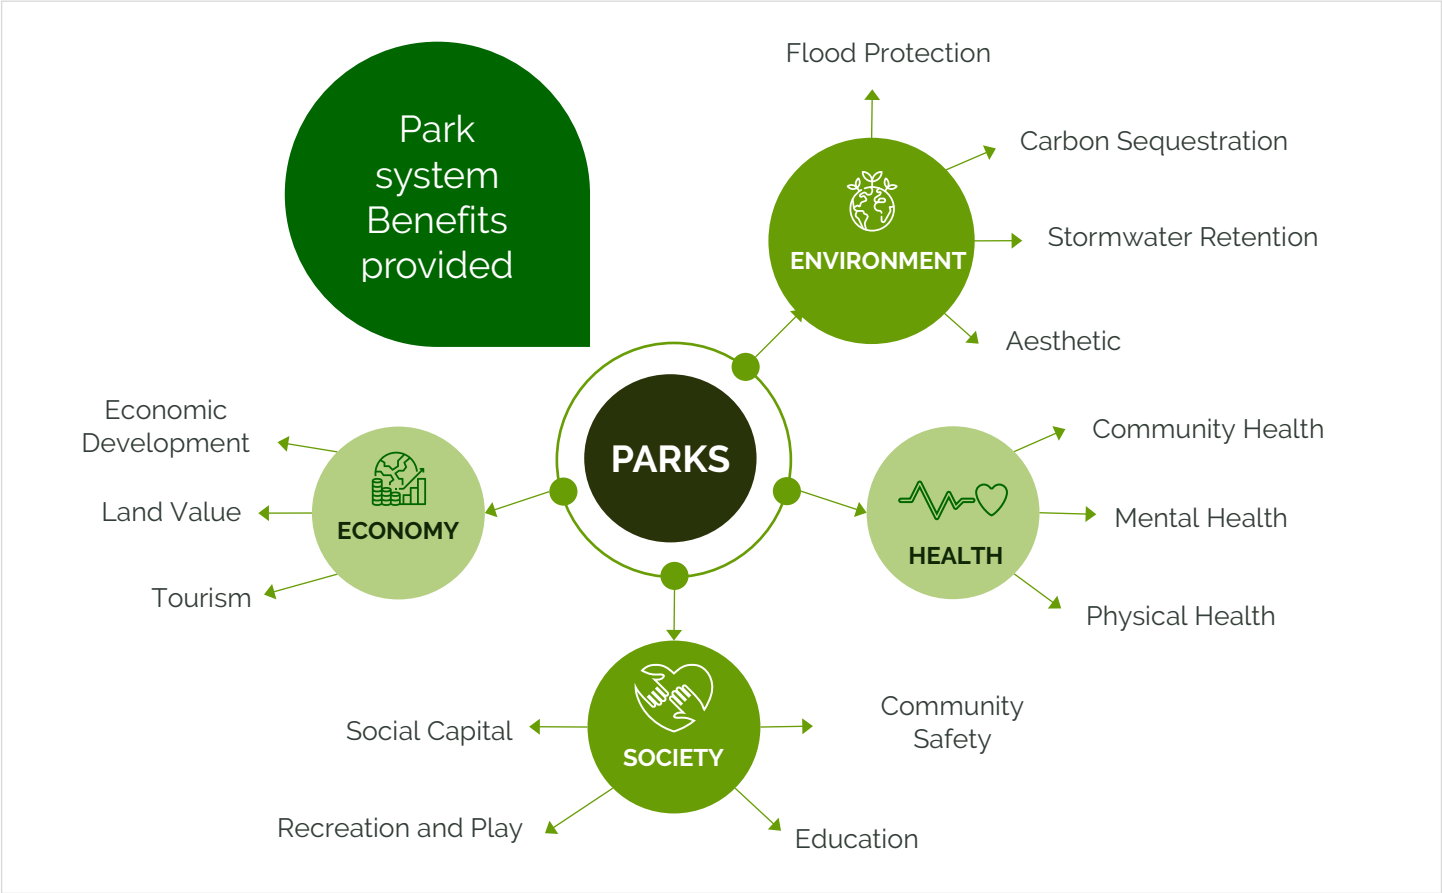 Park
system
Benefits
provided
Flood Protection
Carbon Sequestration
Stormwater Retention
Aesthetic
ENVIRONMENT
PARKS
Economic
Development
Land Value
Tourism
ECONOMY
Community Health
Mental Health
Physical Health
HEALTH
Social Capital
Recreation and Play
SOCIETY
Community
Safety
Education